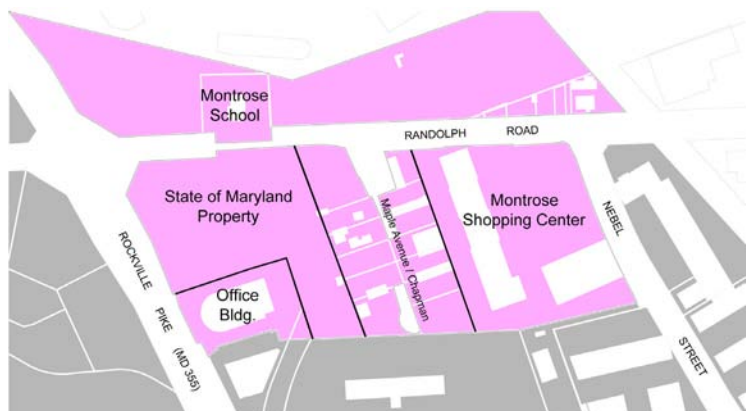 Montrose
School
RANDOLPH ROAD
State of Maryland
Property
Maple Avenue / Chapman
Montrose
Shopping Center
NEBEL
STREET
ROCKVILLE
PIKE (MD 355)
Office
Bldg.